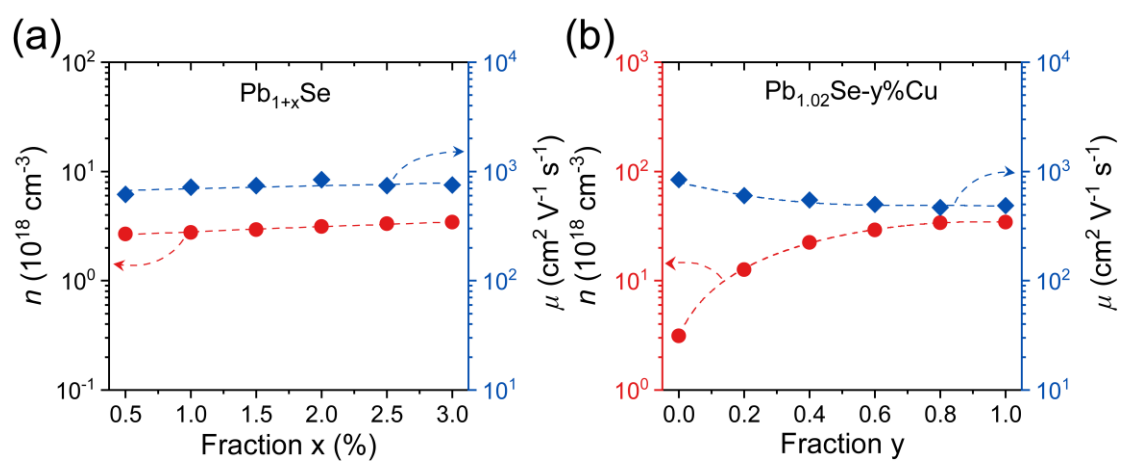 (a)
Pb₁₊ₓSe
n (10¹⁸ cm⁻³)
10²
10¹
10⁰
10⁻¹
0.5 1.0 1.5 2.0 2.5 3.0
Fraction x (%)
10⁴
10³
10²
10¹
μ (cm² V⁻¹ s⁻¹)
(b)
Pb₁.₀₂Se-y%Cu
n (10¹⁸ cm⁻³)
10³
10²
10¹
10⁰
0.0 0.2 0.4 0.6 0.8 1.0
Fraction y
10⁴
10³
10²
10¹
μ (cm² V⁻¹ s⁻¹)